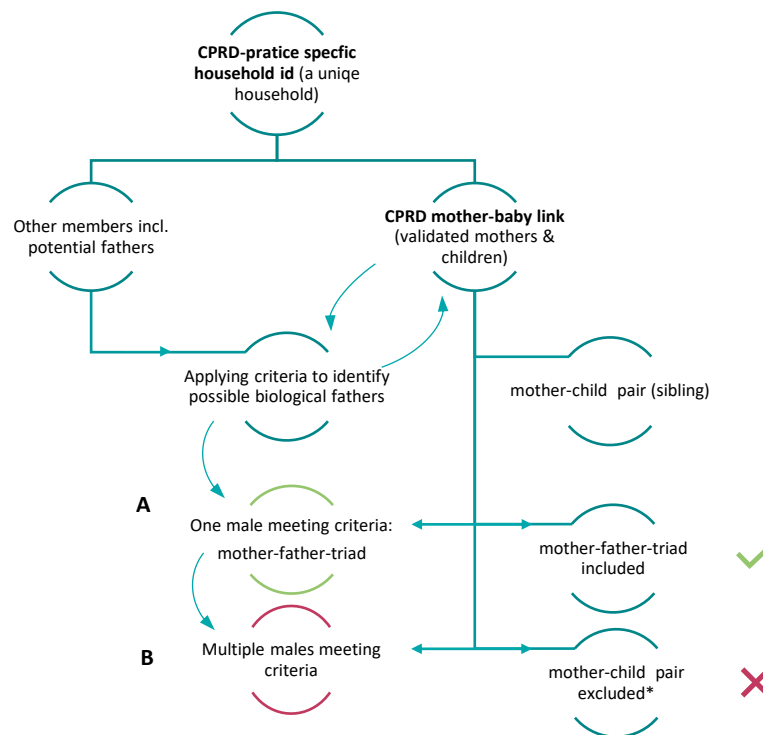 CPRD-pratice specfic
household id (a uniqe
household)
Other members incl.
potential fathers
CPRD mother-baby link
(validated mothers &
children)
Applying criteria to identify
possible biological fathers
mother-child pair (sibling)
A
One male meeting criteria:
mother-father-triad
mother-father-triad
included
B
Multiple males meeting
criteria
mother-child pair
excluded*